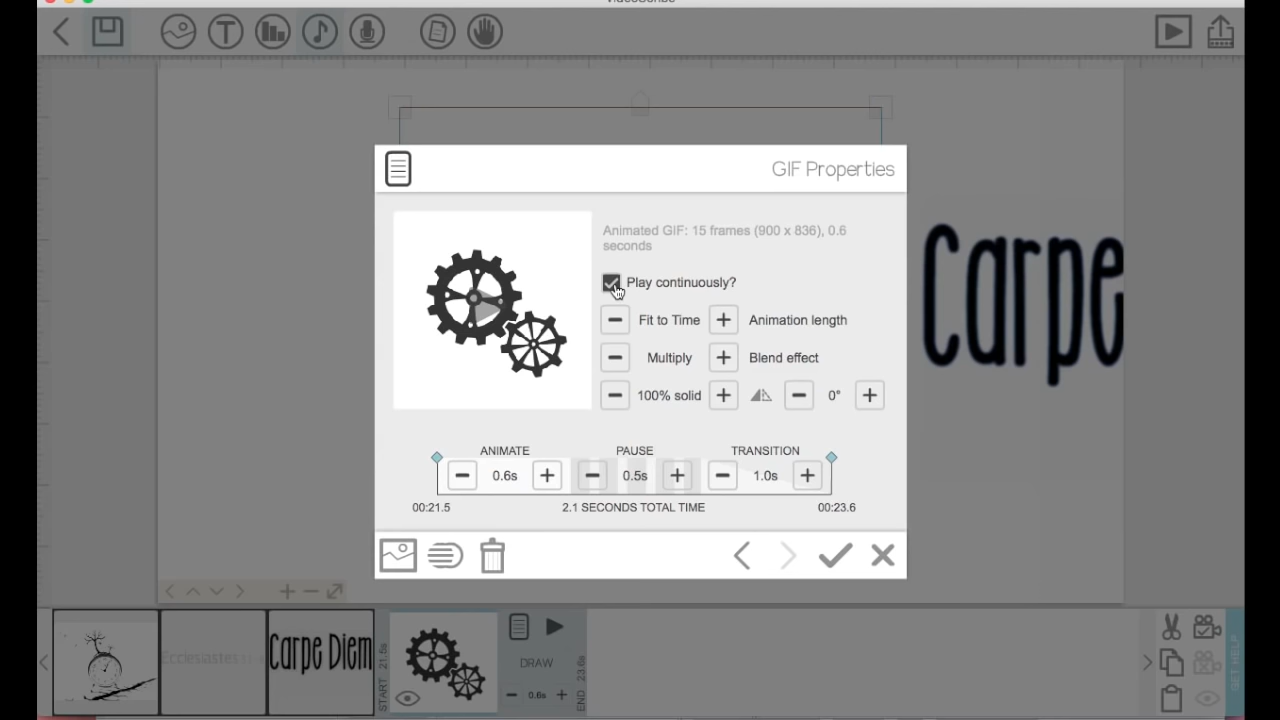 VideoScribe
GIF Properties
Animated GIF: 15 frames (900 x 836), 0.6
seconds
Play continuously?
Fit to Time
Animation length
Multiply
Blend effect
100% solid
0°
Carpe
ANIMATE
PAUSE
TRANSITION
0.6s
0.5s
1.0s
00:21.5
2.1 SECONDS TOTAL TIME
00:23.6
Ecclesiastes
Carpe Diem
START 21.5s
DRAW
0.6s
END 23.6s
GET HELP